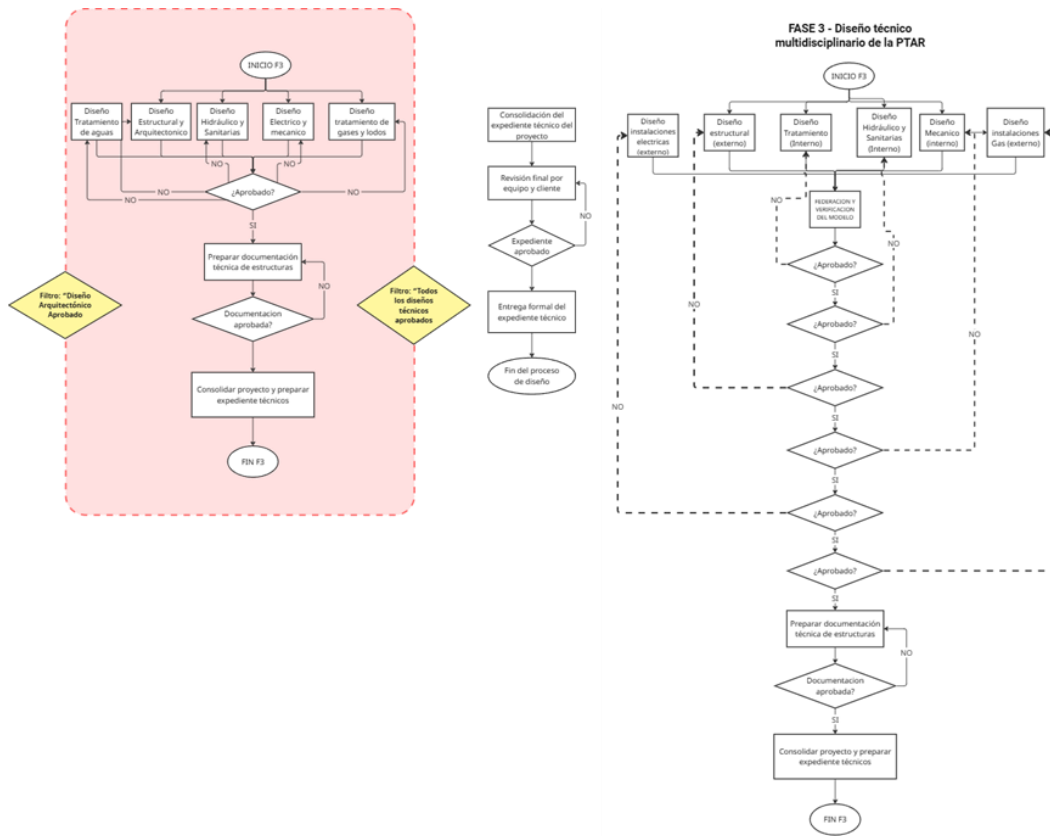 FASE 3 - Diseño técnico
multidisciplinario de la PTAR
INICIO F3
Diseño
Tratamiento
de aguas
Diseño
Estructural y
Arquitectonico
Diseño
Hidráulico y
Sanitarias
Diseño
Electrico y
mecanico
Diseño
tratamiento de
gases y lodos
NO
NO
NO
NO
¿Aprobado?
SI
Preparar documentación
técnica de estructuras
NO
Documentacion
aprobada?
Consolidar proyecto y preparar
expediente técnicos
FIN F3
Filtro: "Diseño
Arquitectónico
Aprobado
Filtro: "Todos
los diseños
técnicos
aprobados
Consolidación del
expediente técnico del
proyecto
Revisión final por
equipo y cliente
NO
Expediente
aprobado
Entrega formal del
expediente técnico
Fin del proceso
de diseño
INICIO F3
Diseño
instalaciones
electricas
(externo)
Diseño
estructural
(externo)
Diseño
Tratamiento
(Interno)
Diseño
Hidráulico y
Sanitarias
(Interno)
Diseño
Mecanico
(interno)
Diseño
instalaciones
Gas (externo)
FEDERACION Y
VERIFICACION
DEL MODELO
NO
NO
¿Aprobado?
SI
NO
¿Aprobado?
NO
SI
¿Aprobado?
NO
SI
¿Aprobado?
SI
¿Aprobado?
SI
¿Aprobado?
SI
Preparar documentación
técnica de estructuras
NO
Documentacion
aprobada?
SI
Consolidar proyecto y preparar
expediente técnicos
FIN F3